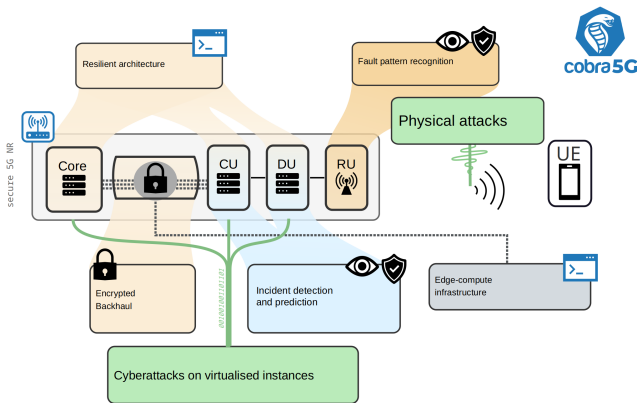 cobra5G
Resilient architecture
Fault pattern recognition
Physical attacks
secure 5G NR
Core
CU
DU
RU
UE
Encrypted
Backhaul
Incident detection
and prediction
Edge-compute
infrastructure
Cyberattacks on virtualised instances